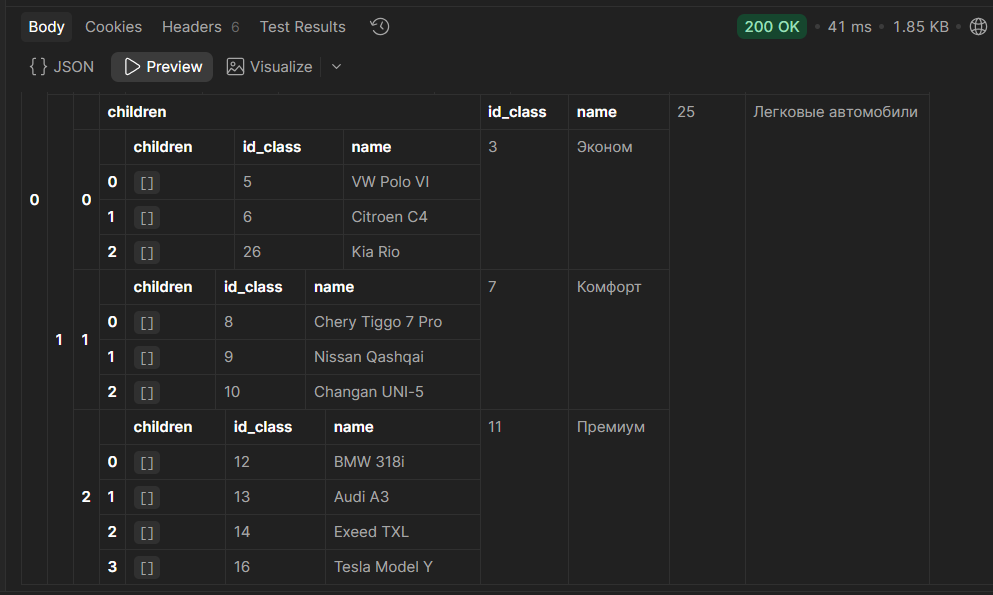 Body Cookies Headers 6 Test Results 200 OK • 41 ms • 1.85 KB •
{ } JSON Preview Visualize
children id_class name 25 Легковые автомобили
children id_class name 3 Эконом
0 [] 5 VW Polo VI
0 0
1 [] 6 Citroen C4
2 [] 26 Kia Rio
children id_class name 7 Комфорт
0 [] 8 Chery Tiggo 7 Pro
1 1
1 [] 9 Nissan Qashqai
2 [] 10 Changan UNI-5
children id_class name 11 Премиум
0 [] 12 BMW 318i
2 1 [] 13 Audi A3
2 [] 14 Exeed TXL
3 [] 16 Tesla Model Y